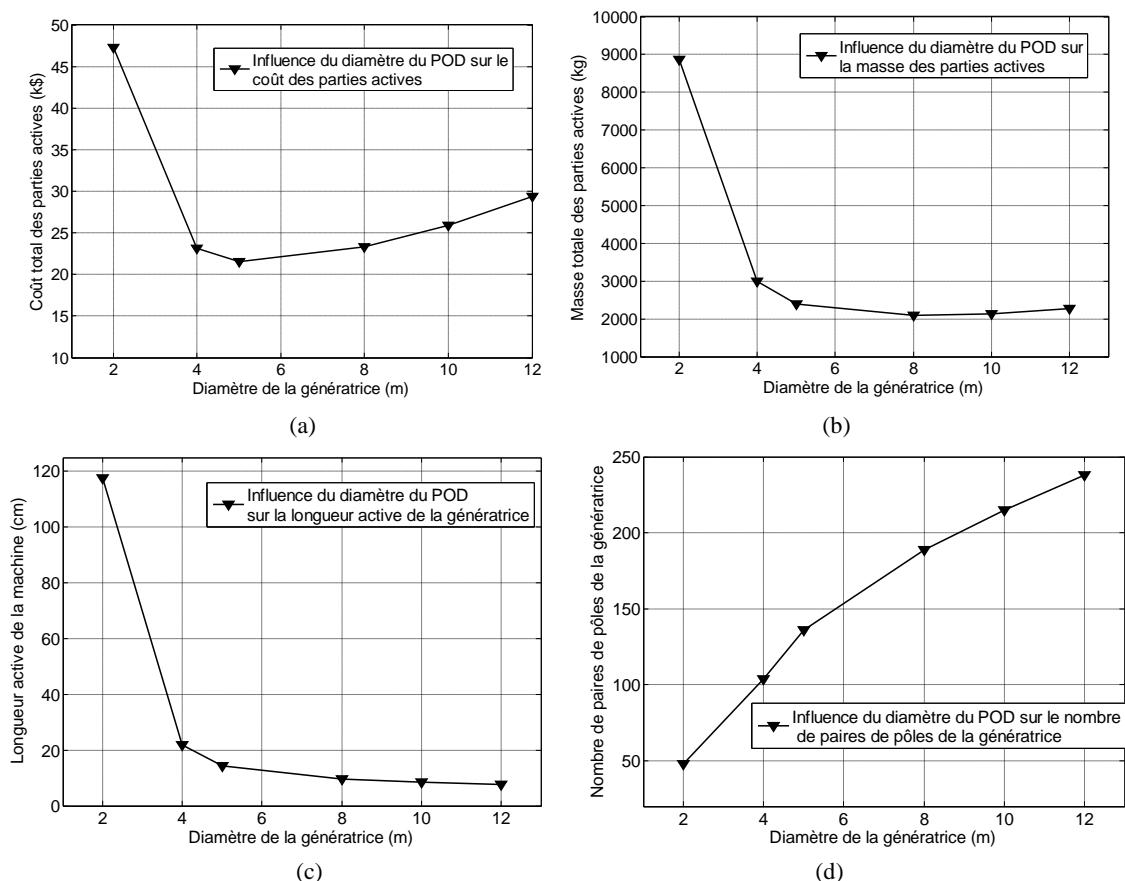 50
45
40
35
30
25
20
15
10
Coût total des parties actives (k$)
Influence du diamètre du POD sur le
coût des parties actives
2 4 6 8 10 12
Diamètre de la génératrice (m)
(a)
10000
9000
8000
7000
6000
5000
4000
3000
2000
1000
Masse totale des parties actives (kg)
Influence du diamètre du POD sur
la masse des parties actives
2 4 6 8 10 12
Diamètre de la génératrice (m)
(b)
120
100
80
60
40
20
0
Longueur active de la machine (cm)
Influence du diamètre du POD
sur la longueur active de la génératrice
2 4 6 8 10 12
Diamètre de la génératrice (m)
(c)
250
200
150
100
50
Nombre de paires de pôles de la génératrice
Influence du diamètre du POD sur le nombre
de paires de pôles de la génératrice
2 4 6 8 10 12
Diamètre de la génératrice (m)
(d)